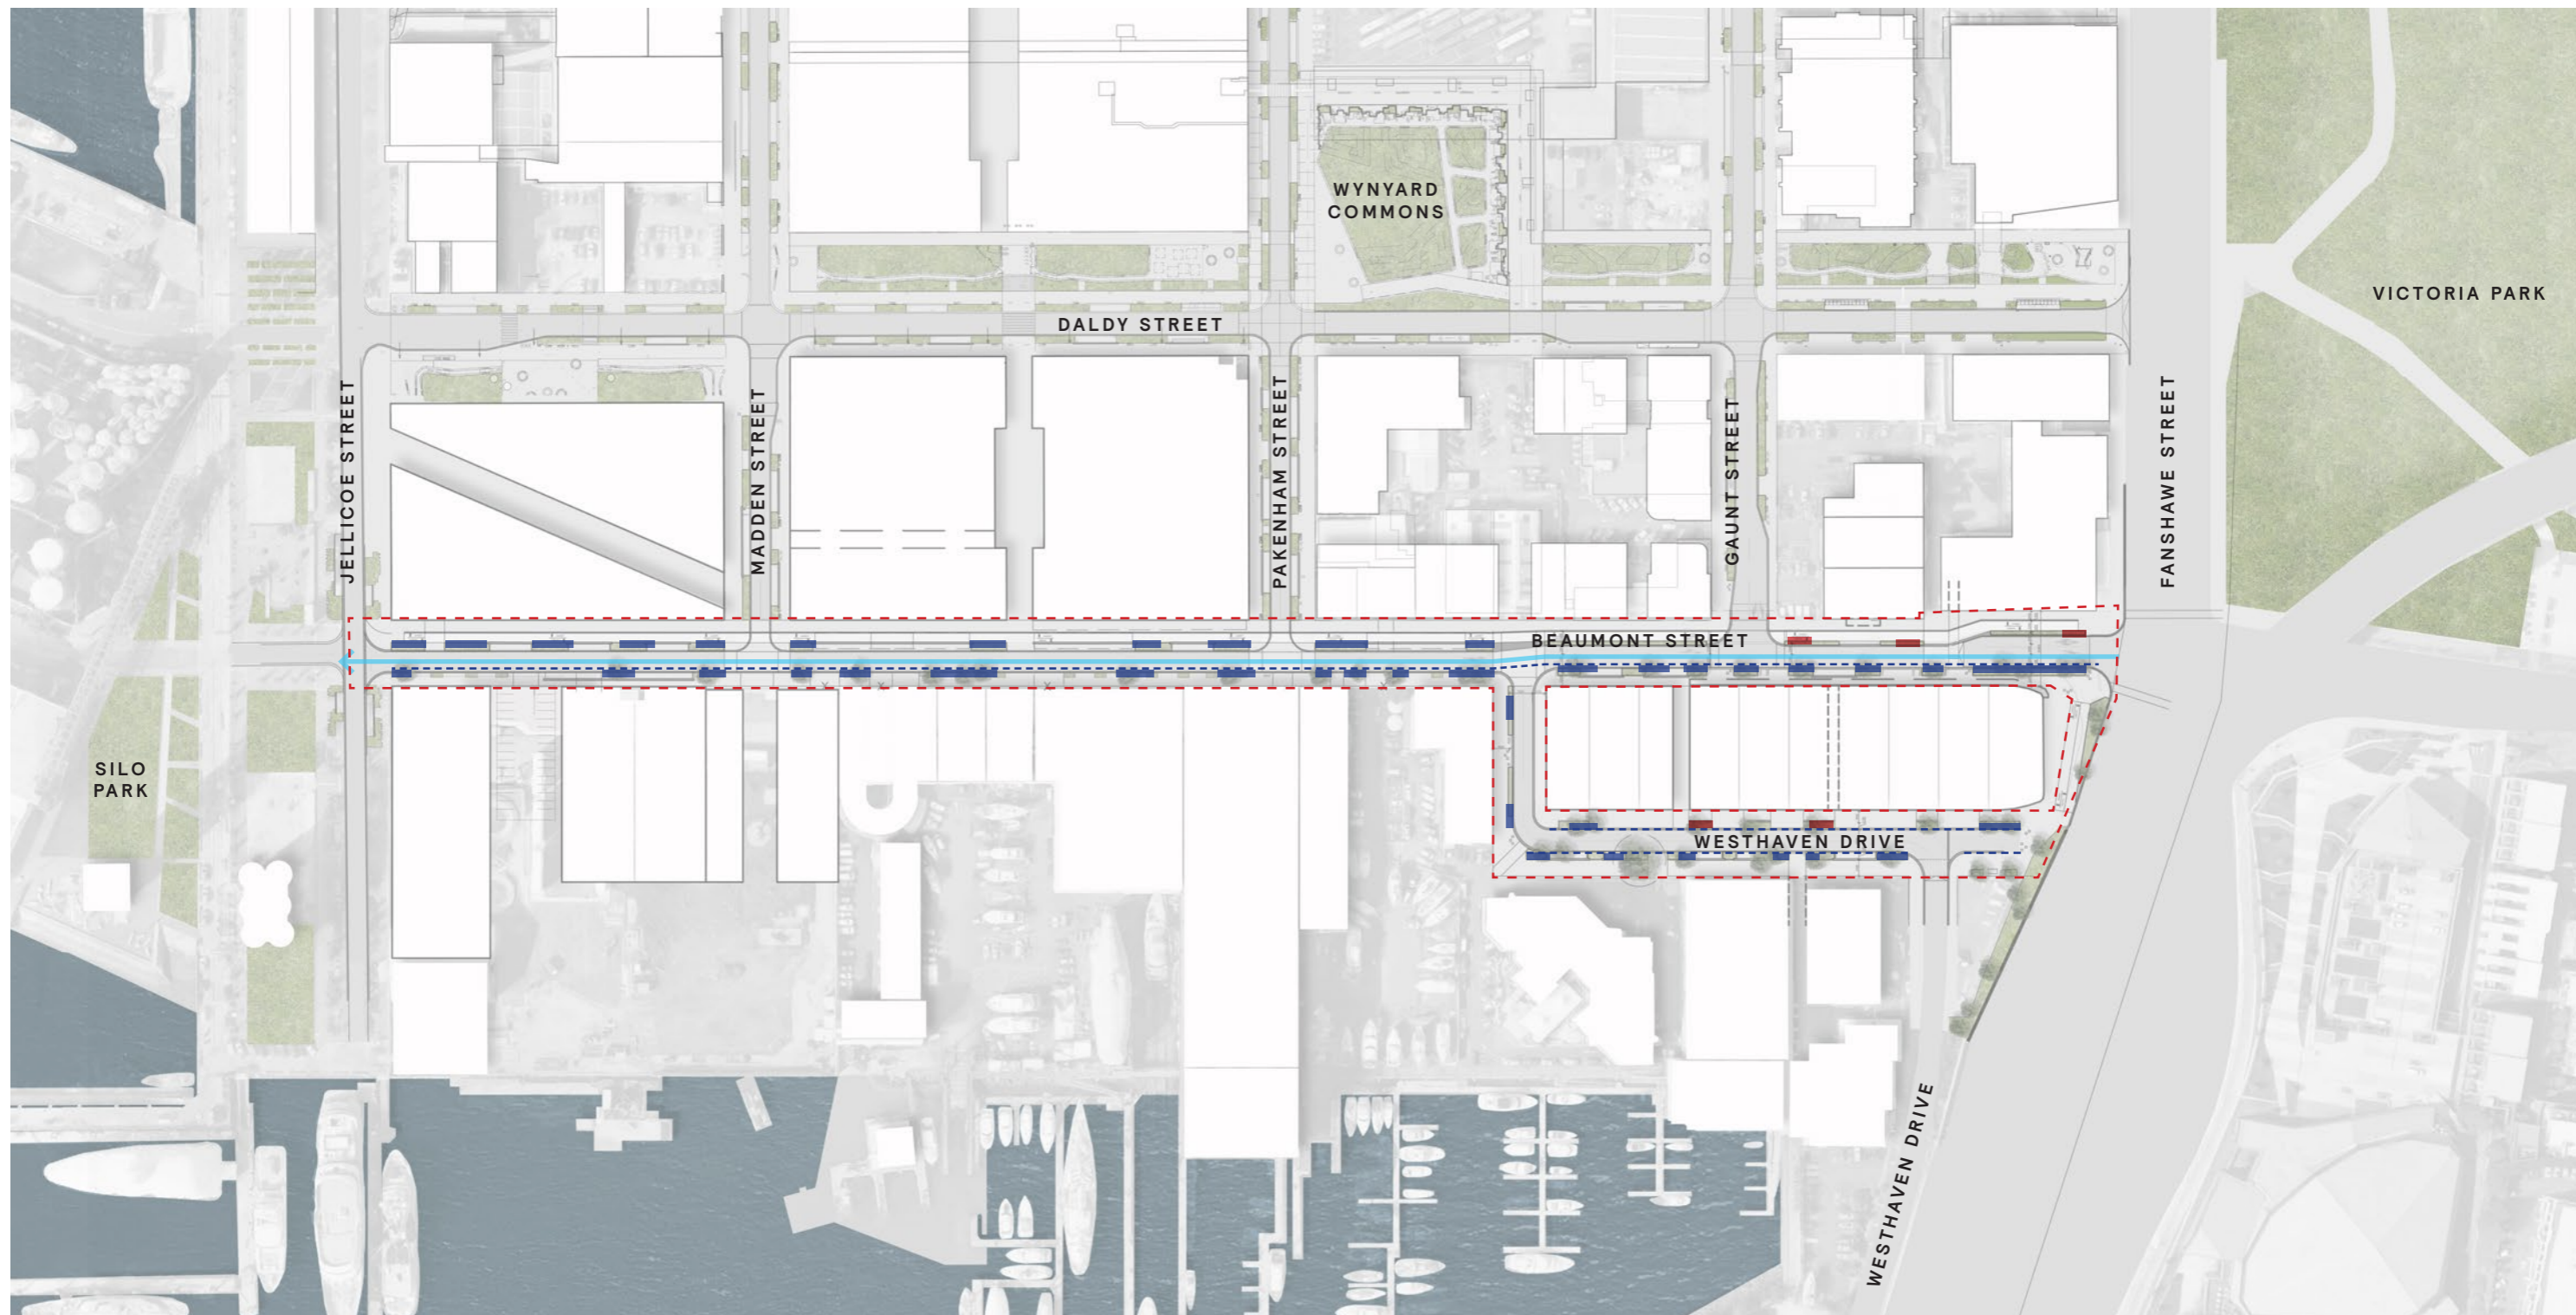 WYNYARD
COMMONS
VICTORIA PARK
DALDY STREET
JELLICOE STREET
MADDEN STREET
PAKENHAM STREET
GAUNT STREET
FANSHAWE STREET
BEAUMONT STREET
SILO
PARK
WESTHAVEN DRIVE
WESTHAVEN DRIVE